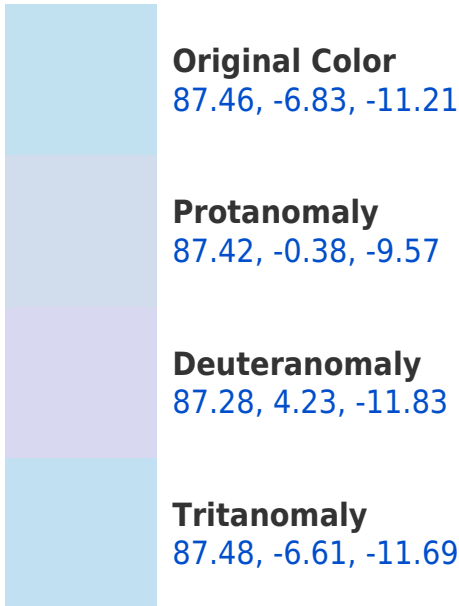 Original Color
87.46, -6.83, -11.21
Protanomaly
87.42, -0.38, -9.57
Deuteranomaly
87.28, 4.23, -11.83
Tritanomaly
87.48, -6.61, -11.69